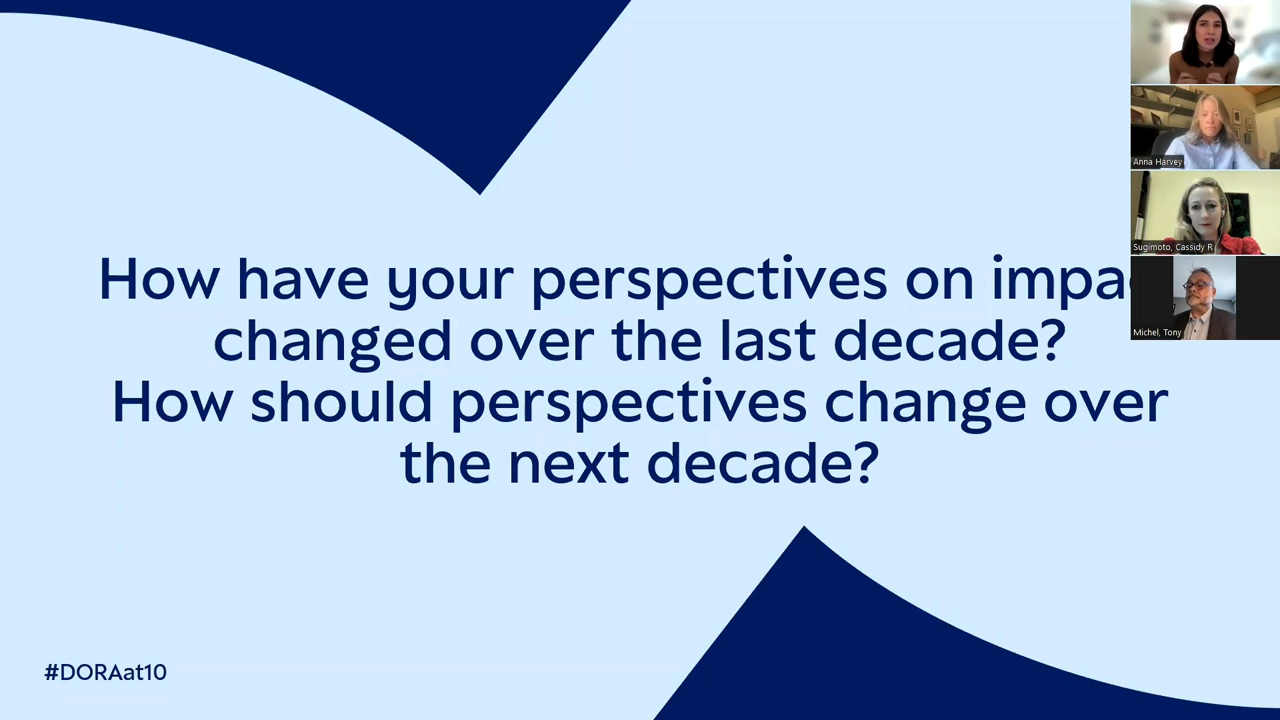 How have your perspectives on impa
changed over the last decade?
How should perspectives change over
the next decade?
#DORAat10
Anna Harvey
Sugimoto, Cassidy R
Michel, Tony